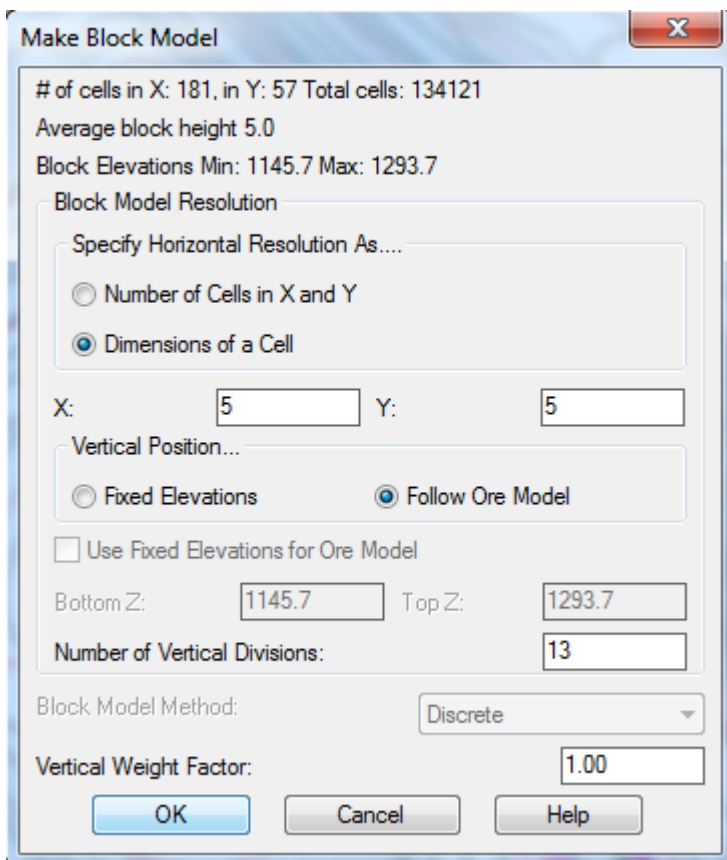 Make Block Model
# of cells in X: 181, in Y: 57 Total cells: 134121
Average block height 5.0
Block Elevations Min: 1145.7 Max: 1293.7
Block Model Resolution
Specify Horizontal Resolution As....
Number of Cells in X and Y
Dimensions of a Cell
X: 5 Y: 5
Vertical Position...
Fixed Elevations Follow Ore Model
Use Fixed Elevations for Ore Model
Bottom Z: 1145.7 Top Z: 1293.7
Number of Vertical Divisions: 13
Block Model Method: Discrete
Vertical Weight Factor: 1.00
OK Cancel Help